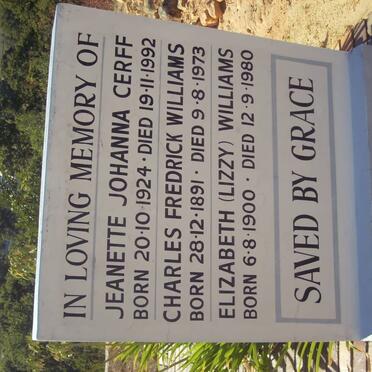 IN LOVING MEMORY OF
JEANETTE JOHANNA CERFF
BORN 20·10·1924 · DIED 19·11·1992
CHARLES FREDRICK WILLIAMS
BORN 28·12·1891 · DIED 9·8·1973
ELIZABETH (LIZZY) WILLIAMS
BORN 6·8·1900 · DIED 12·9·1980
SAVED BY GRACE